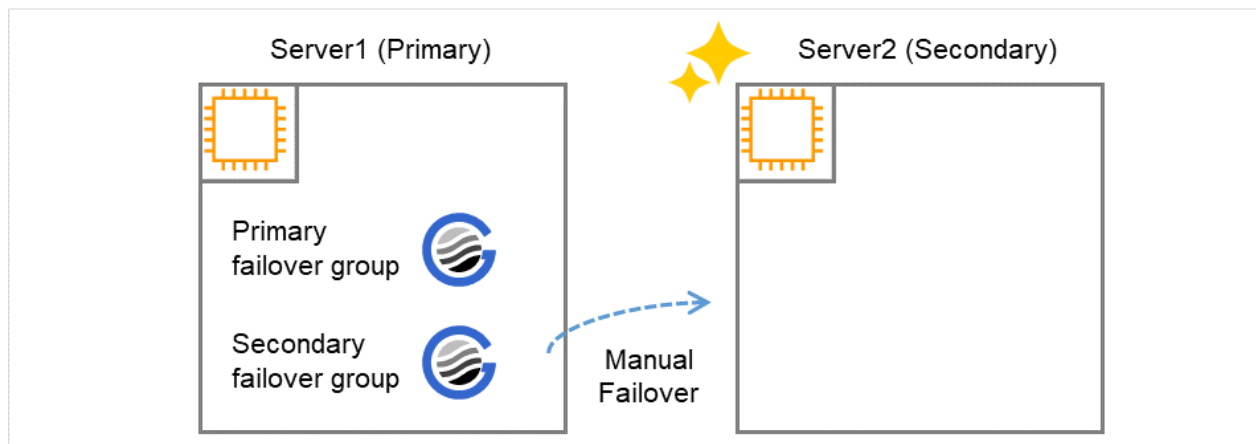 Server1 (Primary)
Server2 (Secondary)
Primary
failover group
Secondary
failover group
Manual
Failover